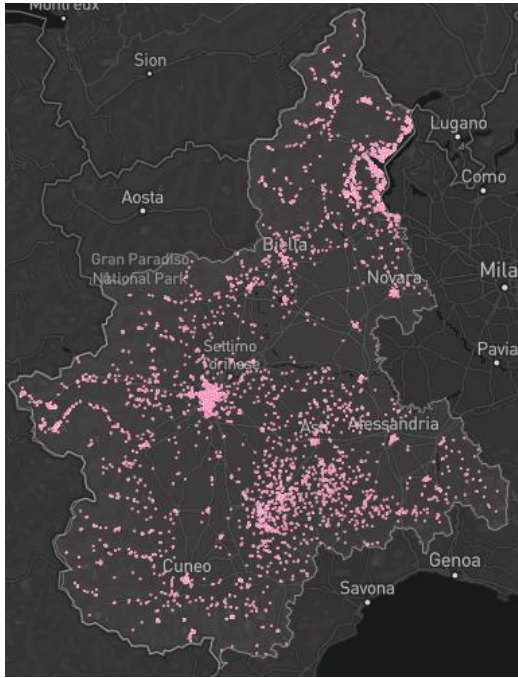 Montreux
Sion
Lugano
Como
Aosta
Biella
Gran Paradiso
National Park
Novara
Mila
Settimo
Torinese
Pavia
Asti
Alessandria
Cuneo
Genoa
Savona